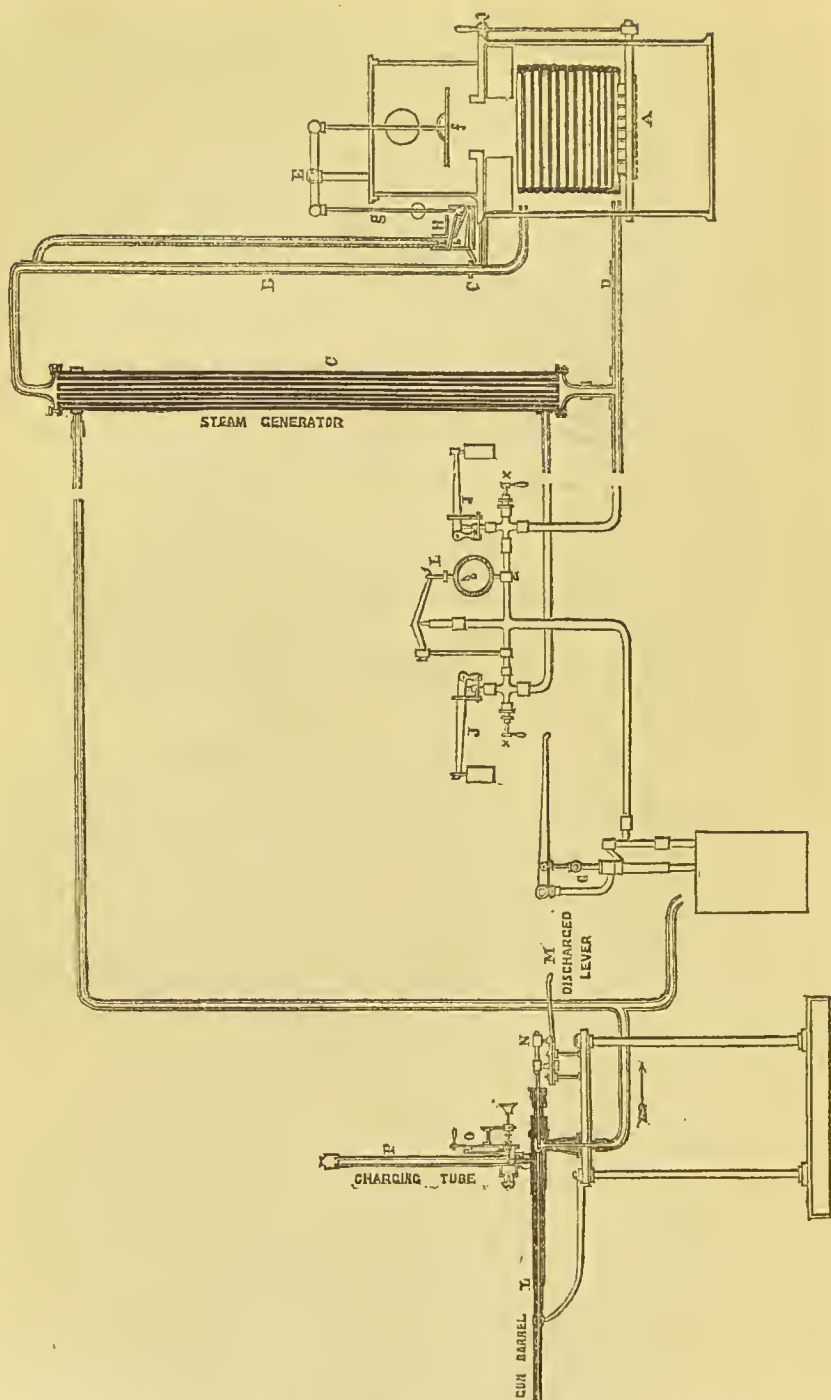 E
f
A
g
H
C
D
C
STEAM GENERATOR
X
L
J
X
G
M
DISCHARGED
LEVER
N
O
CHARGING TUBE
L
GUN BARREL